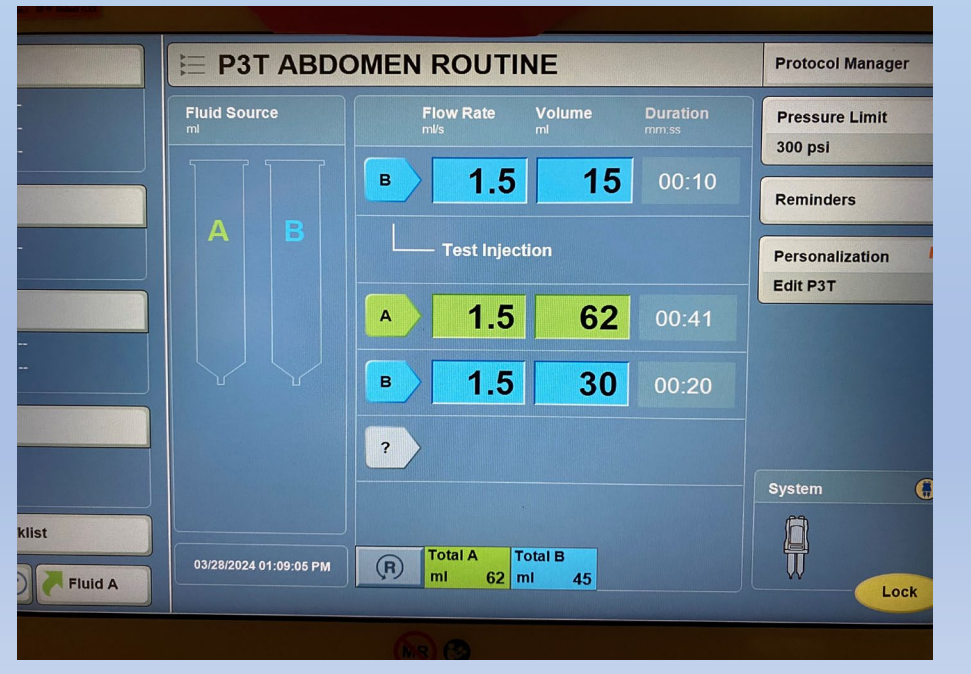 P3T ABDOMEN ROUTINE
Protocol Manager
Fluid Source
ml
A B
Flow Rate Volume Duration
ml/s ml mm:ss
B 1.5 15 00:10
Test Injection
A 1.5 62 00:41
B 1.5 30 00:20
?
Pressure Limit
300 psi
Reminders
Personalization
Edit P3T
System
Lock
klist
Fluid A
03/28/2024 01:09:05 PM
R
Total A Total B
ml 62 ml 45
MR